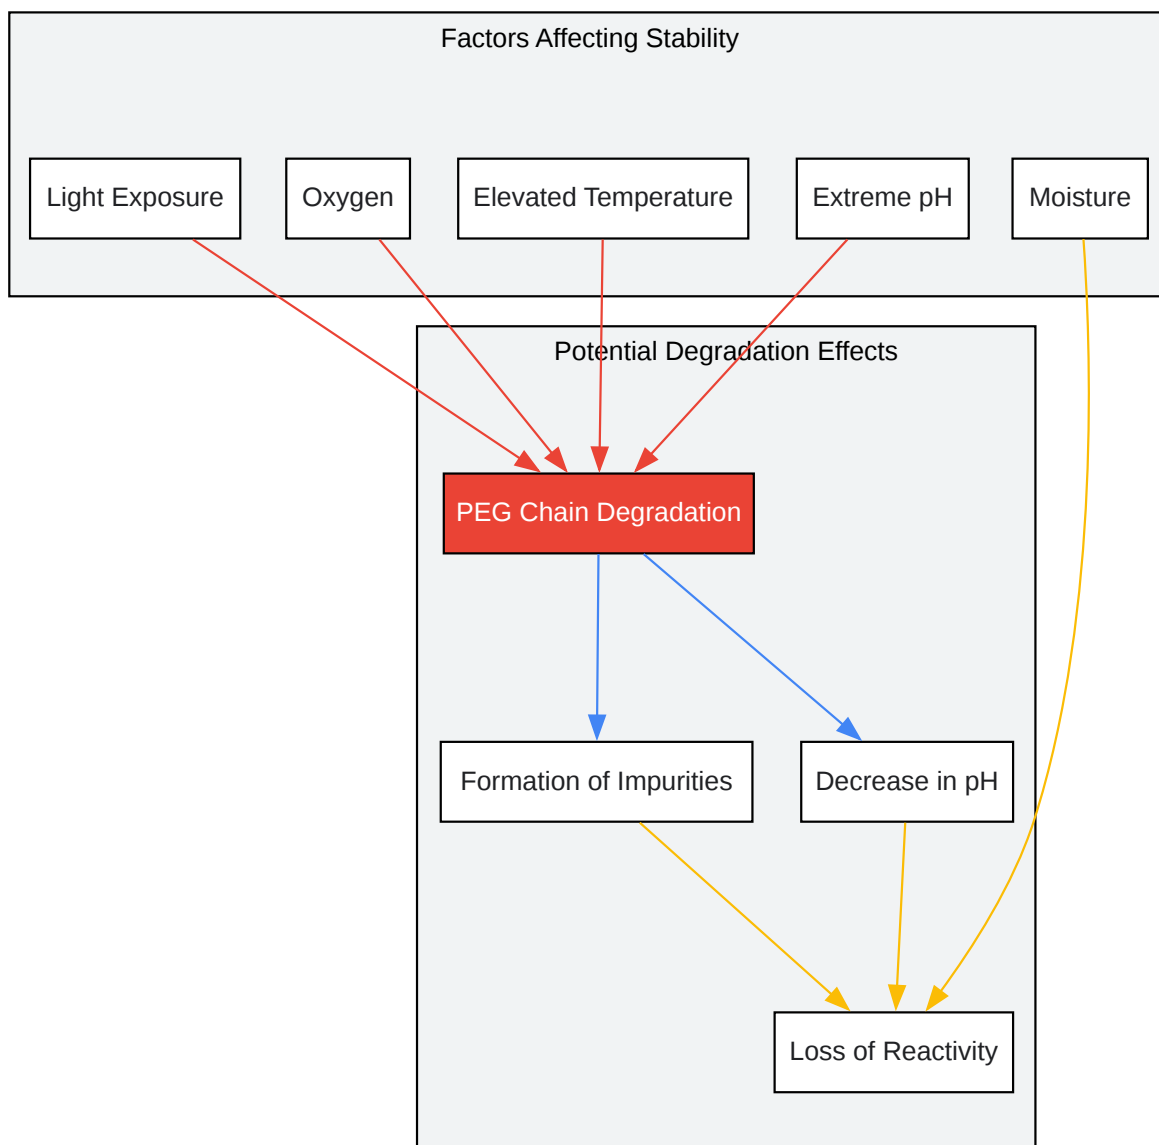 Factors Affecting Stability
Light Exposure
Oxygen
Elevated Temperature
Extreme pH
Moisture
Potential Degradation Effects
PEG Chain Degradation
Formation of Impurities
Decrease in pH
Loss of Reactivity